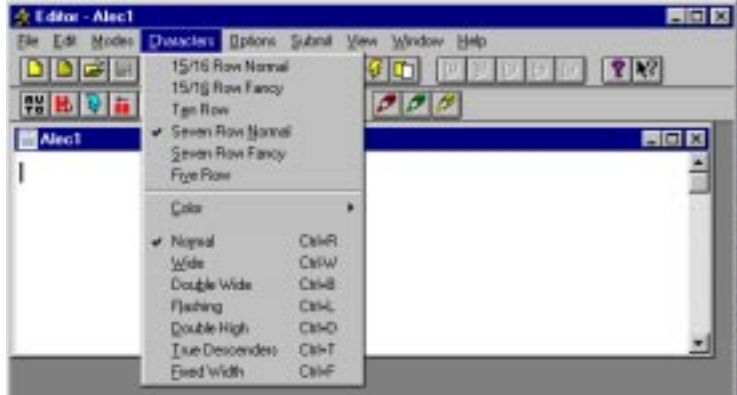 Editor - Alec1
File Edit Modes Characters Options Submit View Window Help
15/16 Row Normal
15/16 Row Fancy
Ten Row
Seven Row Normal
Seven Row Fancy
Five Row
Color
Normal Ctrl+R
Wide Ctrl+W
Double Wide Ctrl+B
Flashing Ctrl+L
Double High Ctrl+D
True Descenders Ctrl+T
Fixed Width Ctrl+F
Alec1